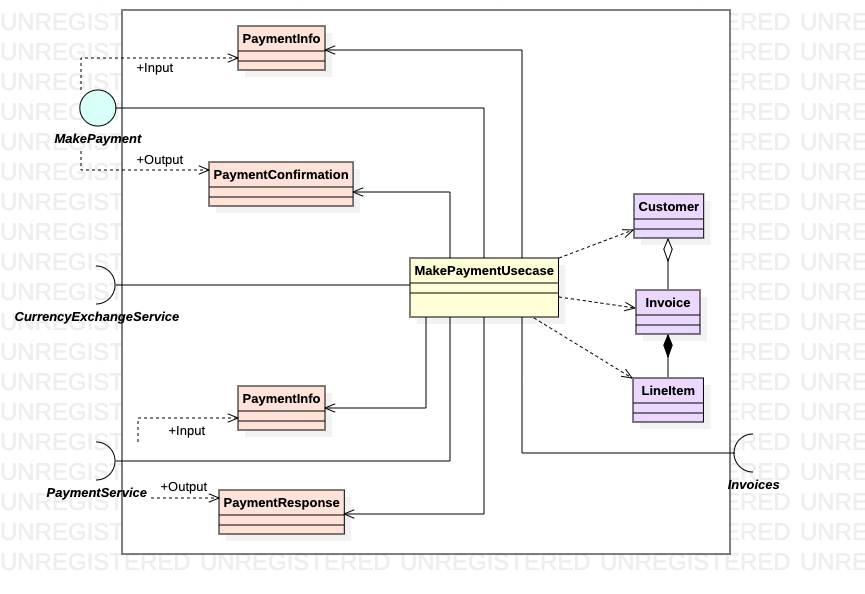 PaymentInfo
+Input
MakePayment
+Output
PaymentConfirmation
Customer
MakePaymentUsecase
Invoice
CurrencyExchangeService
LineItem
PaymentInfo
+Input
PaymentService
+Output
Invoices
PaymentResponse
UNREGISTERED UNREGISTERED UNREGISTERED UNREGISTERED UNRE